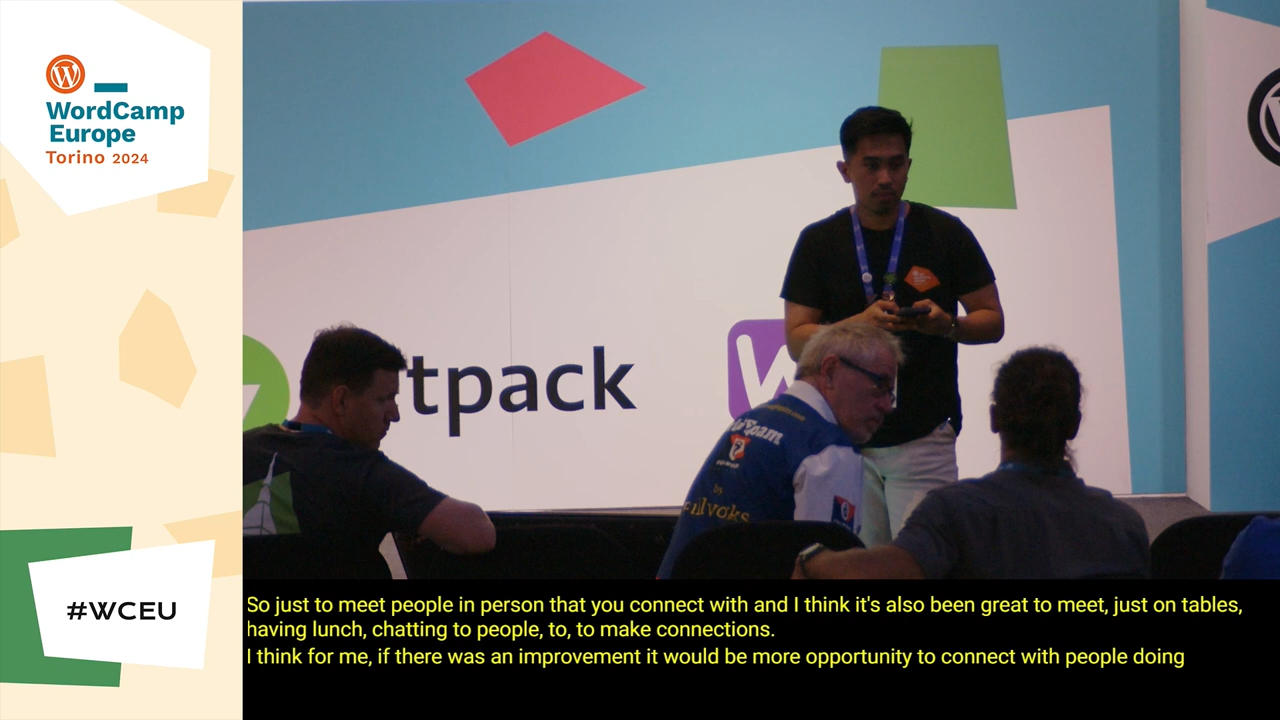 WordCamp
Europe
Torino 2024
tpack
W
Spam
by
#WCEU
So just to meet people in person that you connect with and I think it's also been great to meet, just on tables,
having lunch, chatting to people, to, to make connections.
I think for me, if there was an improvement it would be more opportunity to connect with people doing